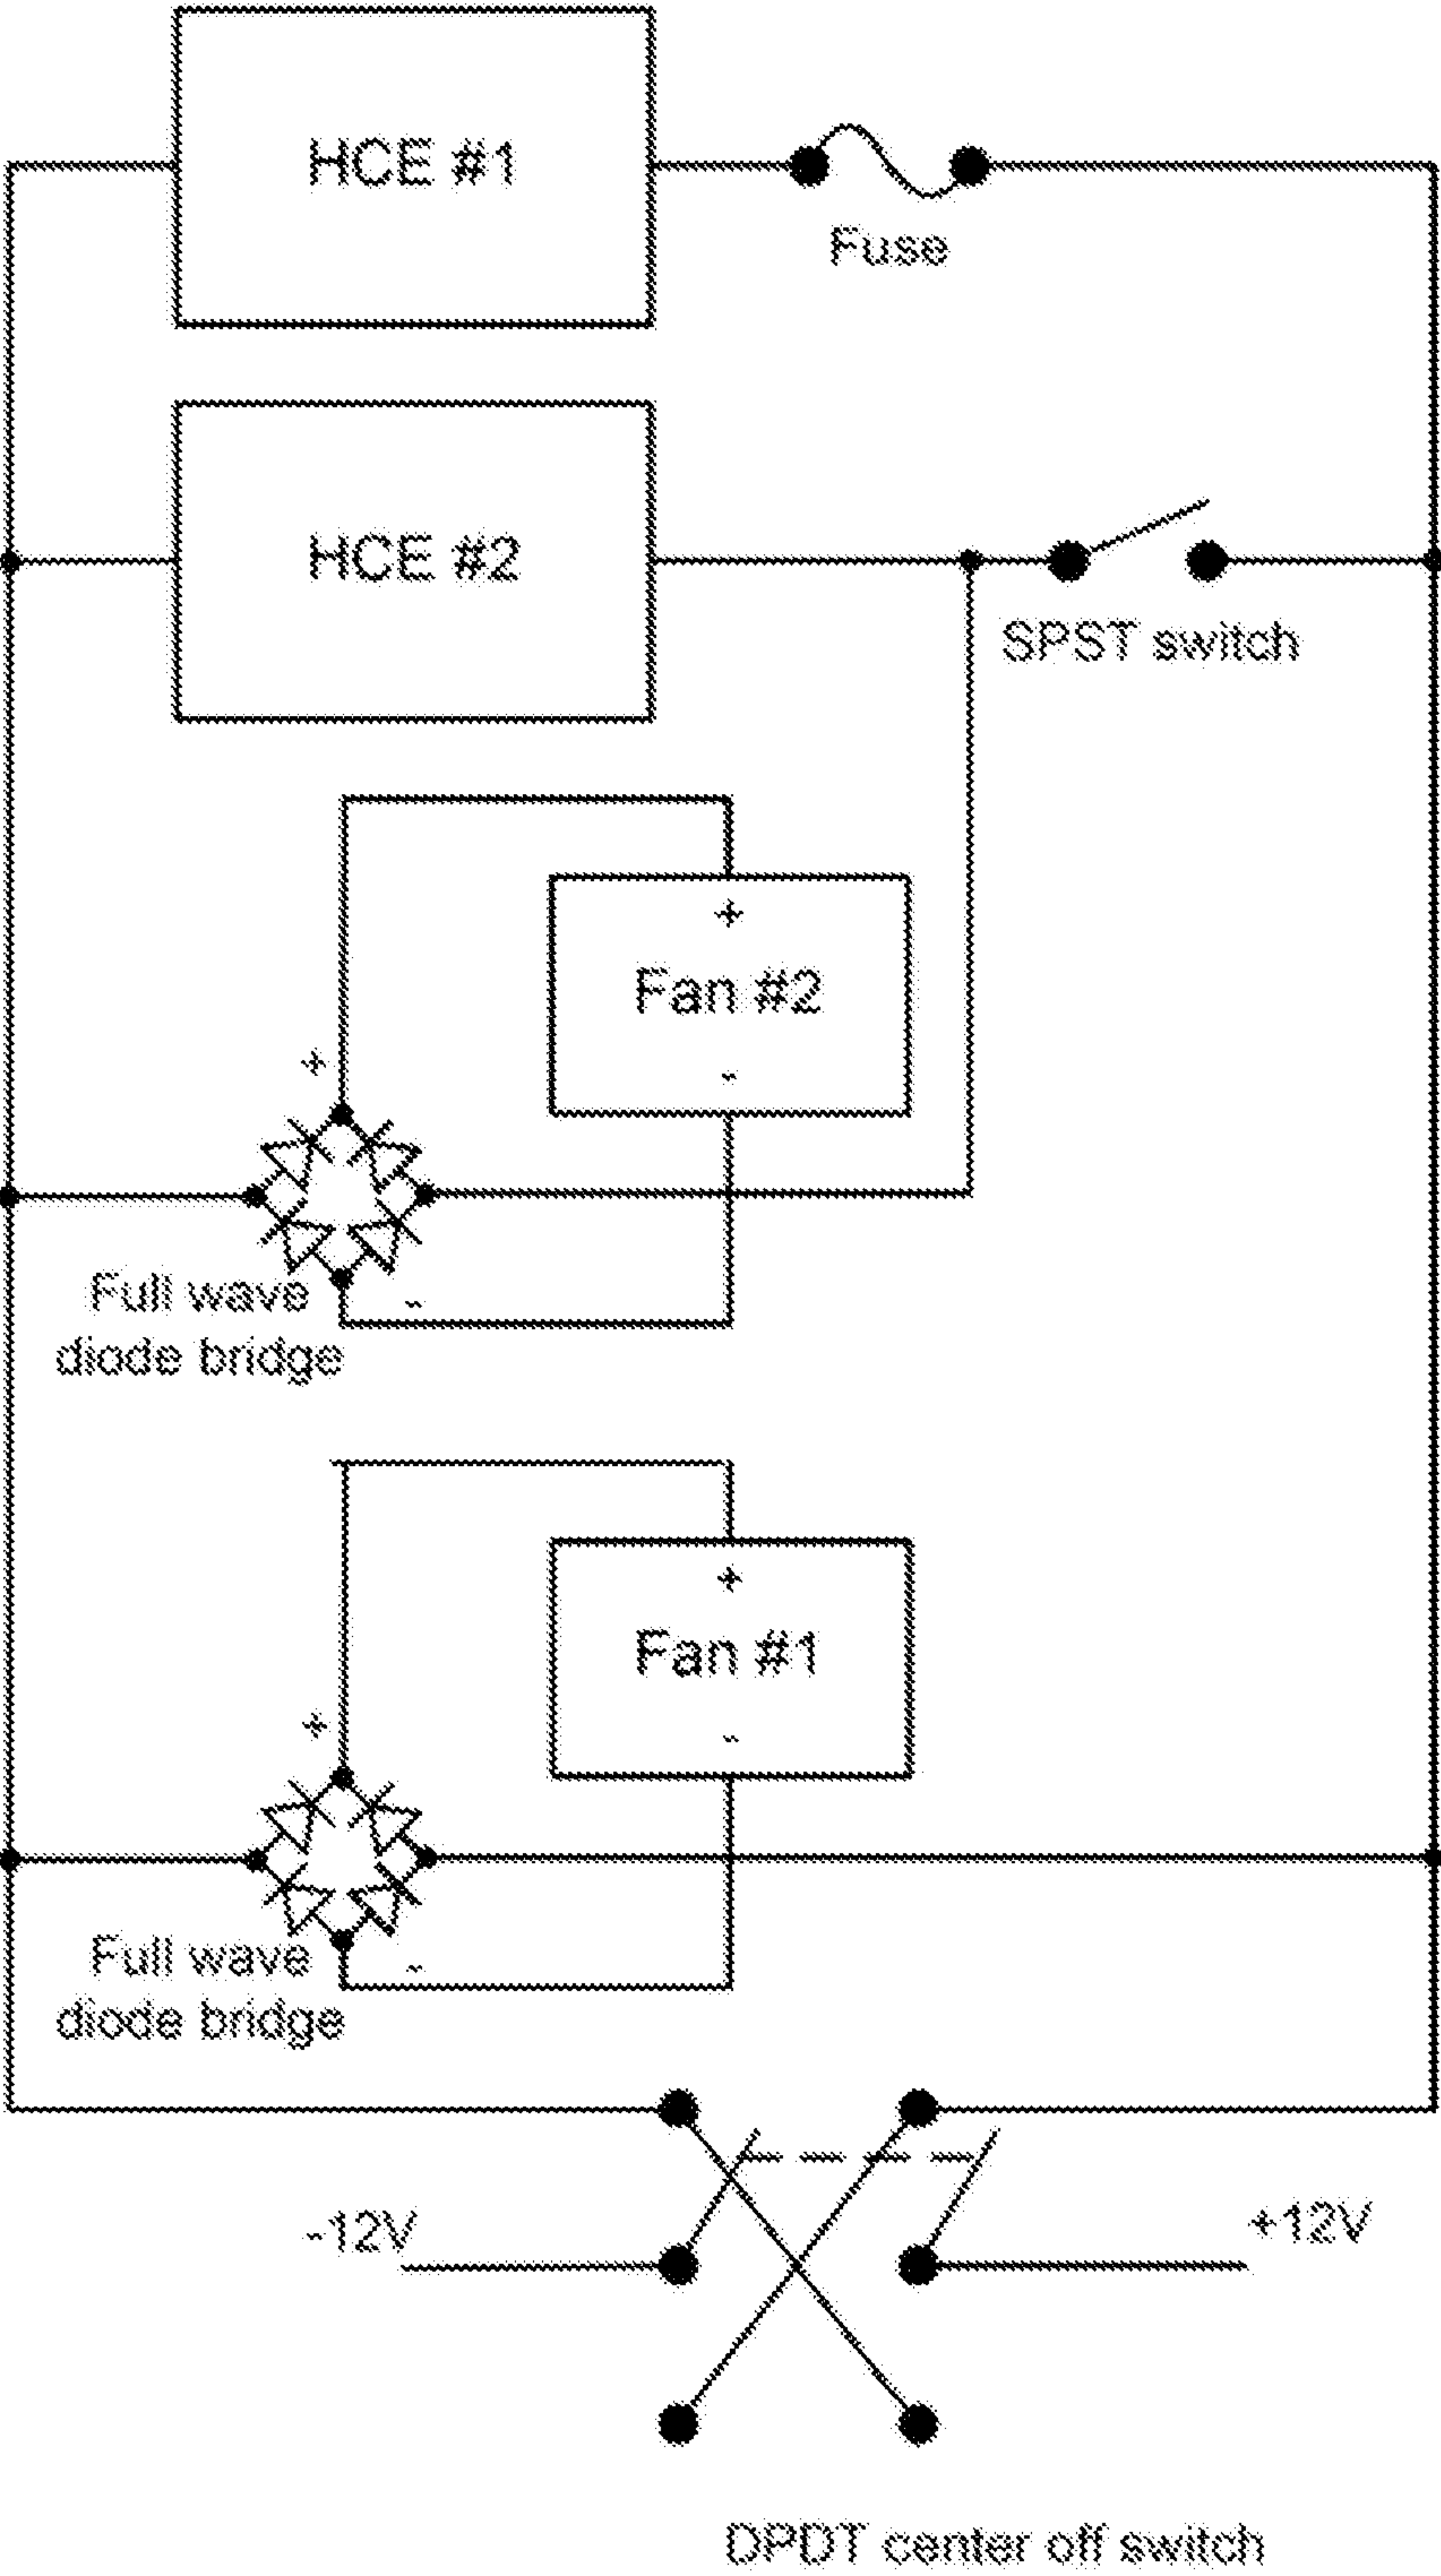 HCE #1
Fuse
HCE #2
SPST switch
+
Fan #2
-
+
Full wave
diode bridge
-
+
Fan #1
-
+
Full wave
diode bridge
-
-12V
+12V
DPDT center off switch